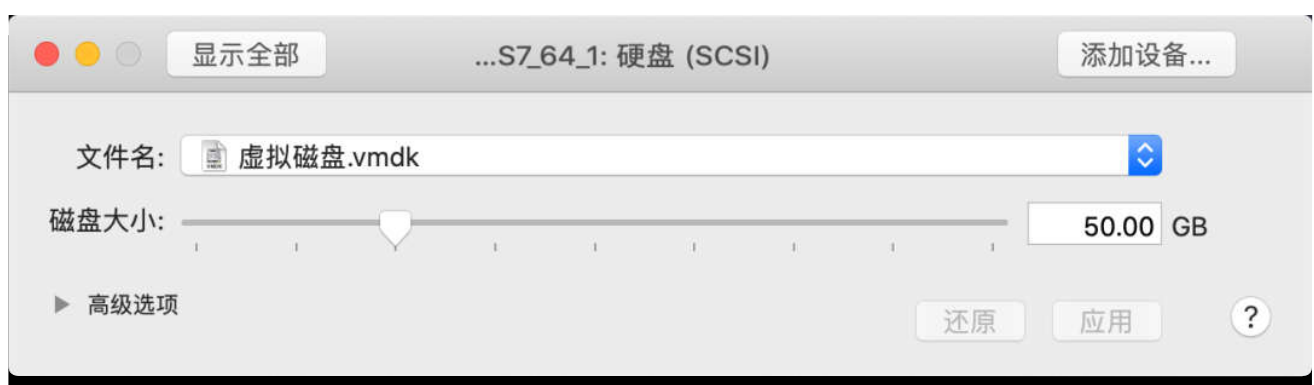 显示全部 ...S7_64_1: 硬盘 (SCSI) 添加设备...
文件名: 虚拟磁盘.vmdk
磁盘大小: 50.00 GB
高级选项
还原 应用 ?